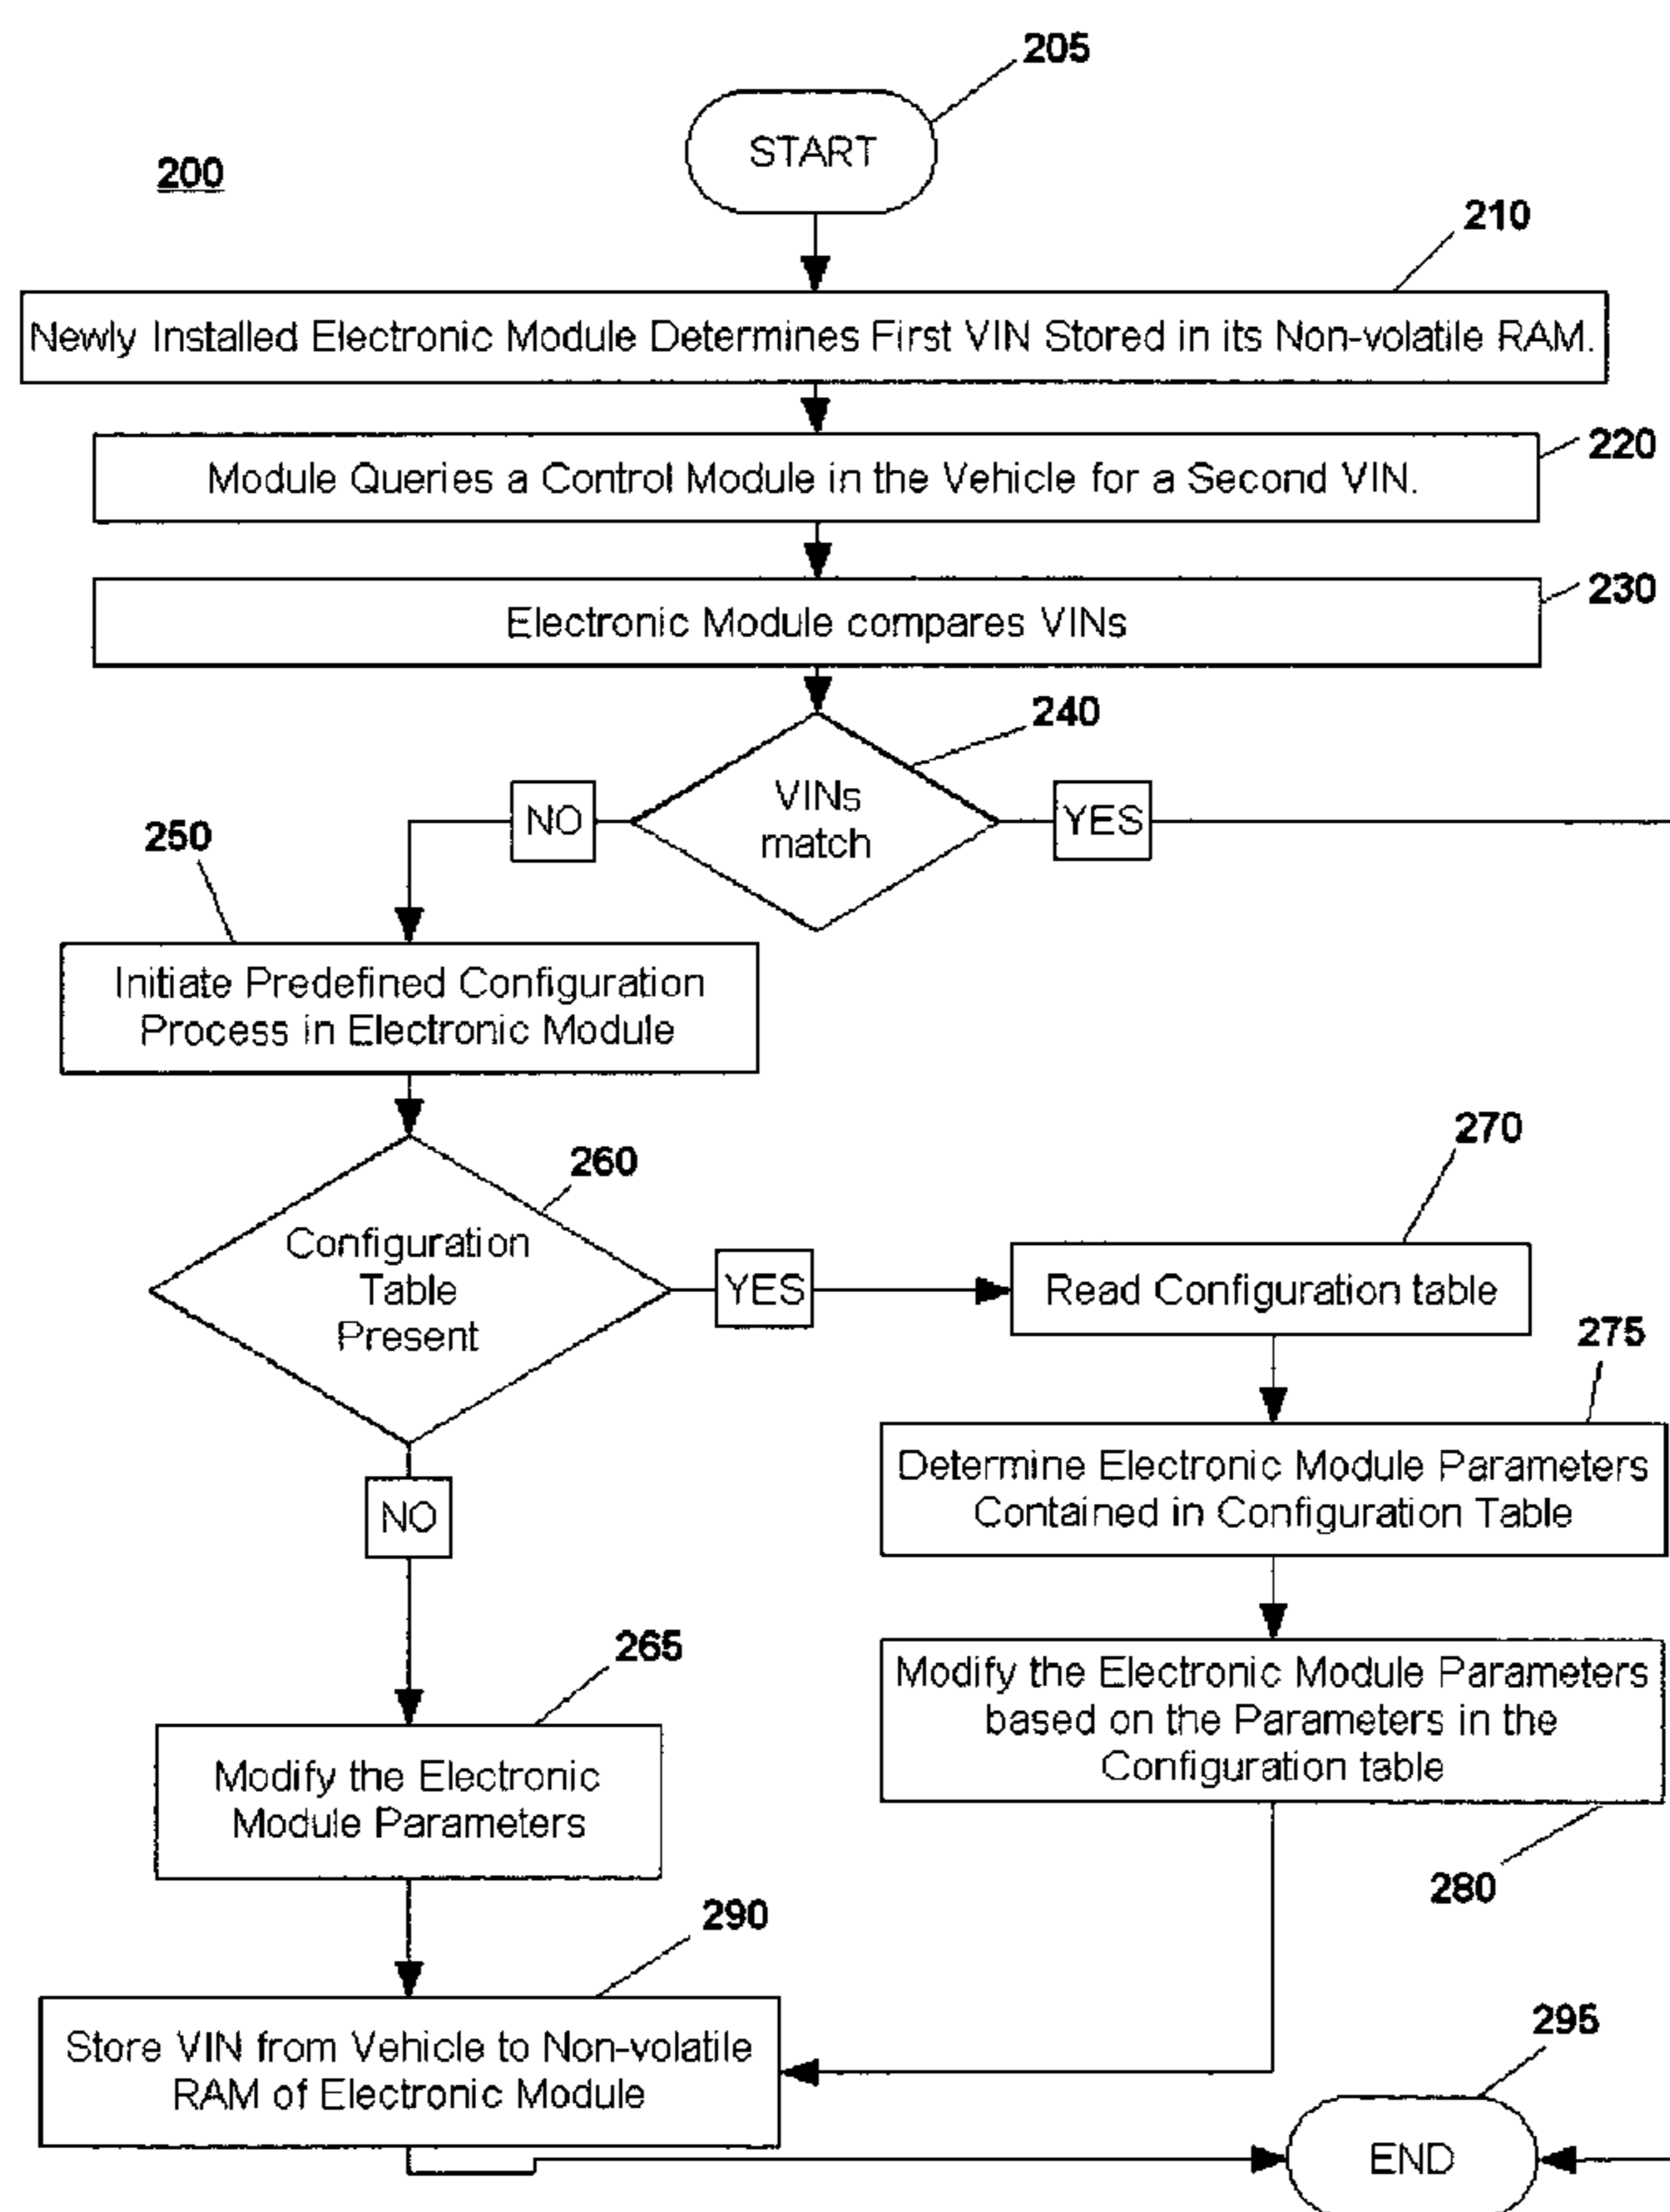 205
START
200
210
Newly Installed Electronic Module Determines First VIN Stored in its Non-volatile RAM.
220
Module Queries a Control Module in the Vehicle for a Second VIN.
230
Electronic Module compares VINs
240
VINs
match
NO
YES
250
Initiate Predefined Configuration
Process in Electronic Module
260
Configuration
Table
Present
YES
270
Read Configuration table
275
Determine Electronic Module Parameters
Contained in Configuration Table
NO
265
Modify the Electronic
Module Parameters
Modify the Electronic Module Parameters
based on the Parameters in the
Configuration table
280
290
Store VIN from Vehicle to Non-volatile
RAM of Electronic Module
295
END